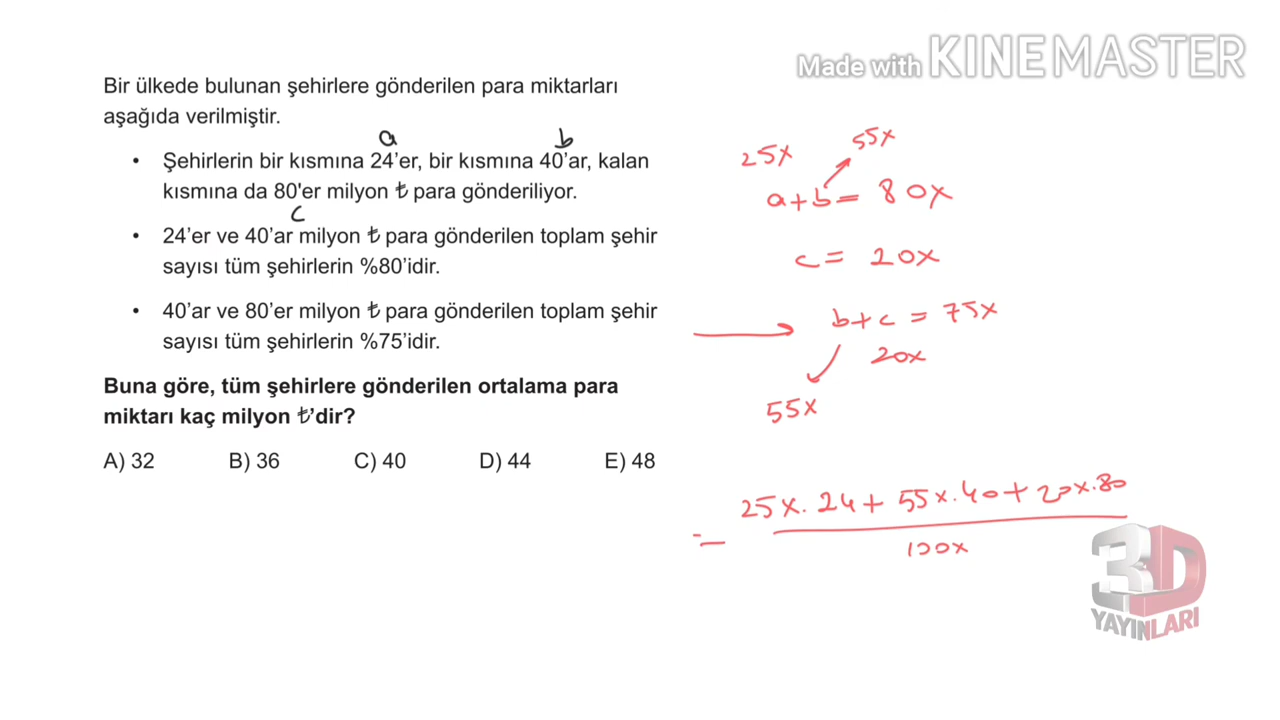 Made with KINEMASTER
Bir ülkede bulunan şehirlere gönderilen para miktarları
aşağıda verilmiştir.
a b
• Şehirlerin bir kısmına 24'er, bir kısmına 40'ar, kalan
kısmına da 80'er milyon ₺ para gönderiliyor.
c
• 24'er ve 40'ar milyon ₺ para gönderilen toplam şehir
sayısı tüm şehirlerin %80'idir.
• 40'ar ve 80'er milyon ₺ para gönderilen toplam şehir
sayısı tüm şehirlerin %75'idir.
Buna göre, tüm şehirlere gönderilen ortalama para
miktarı kaç milyon ₺'dir?
A) 32 B) 36 C) 40 D) 44 E) 48
25x 55x
a+b = 80x
c = 20x
b+c = 75x
20x
55x
= 25x.24 + 55x.40 + 20x.80
100x
3D
YAYINLARI